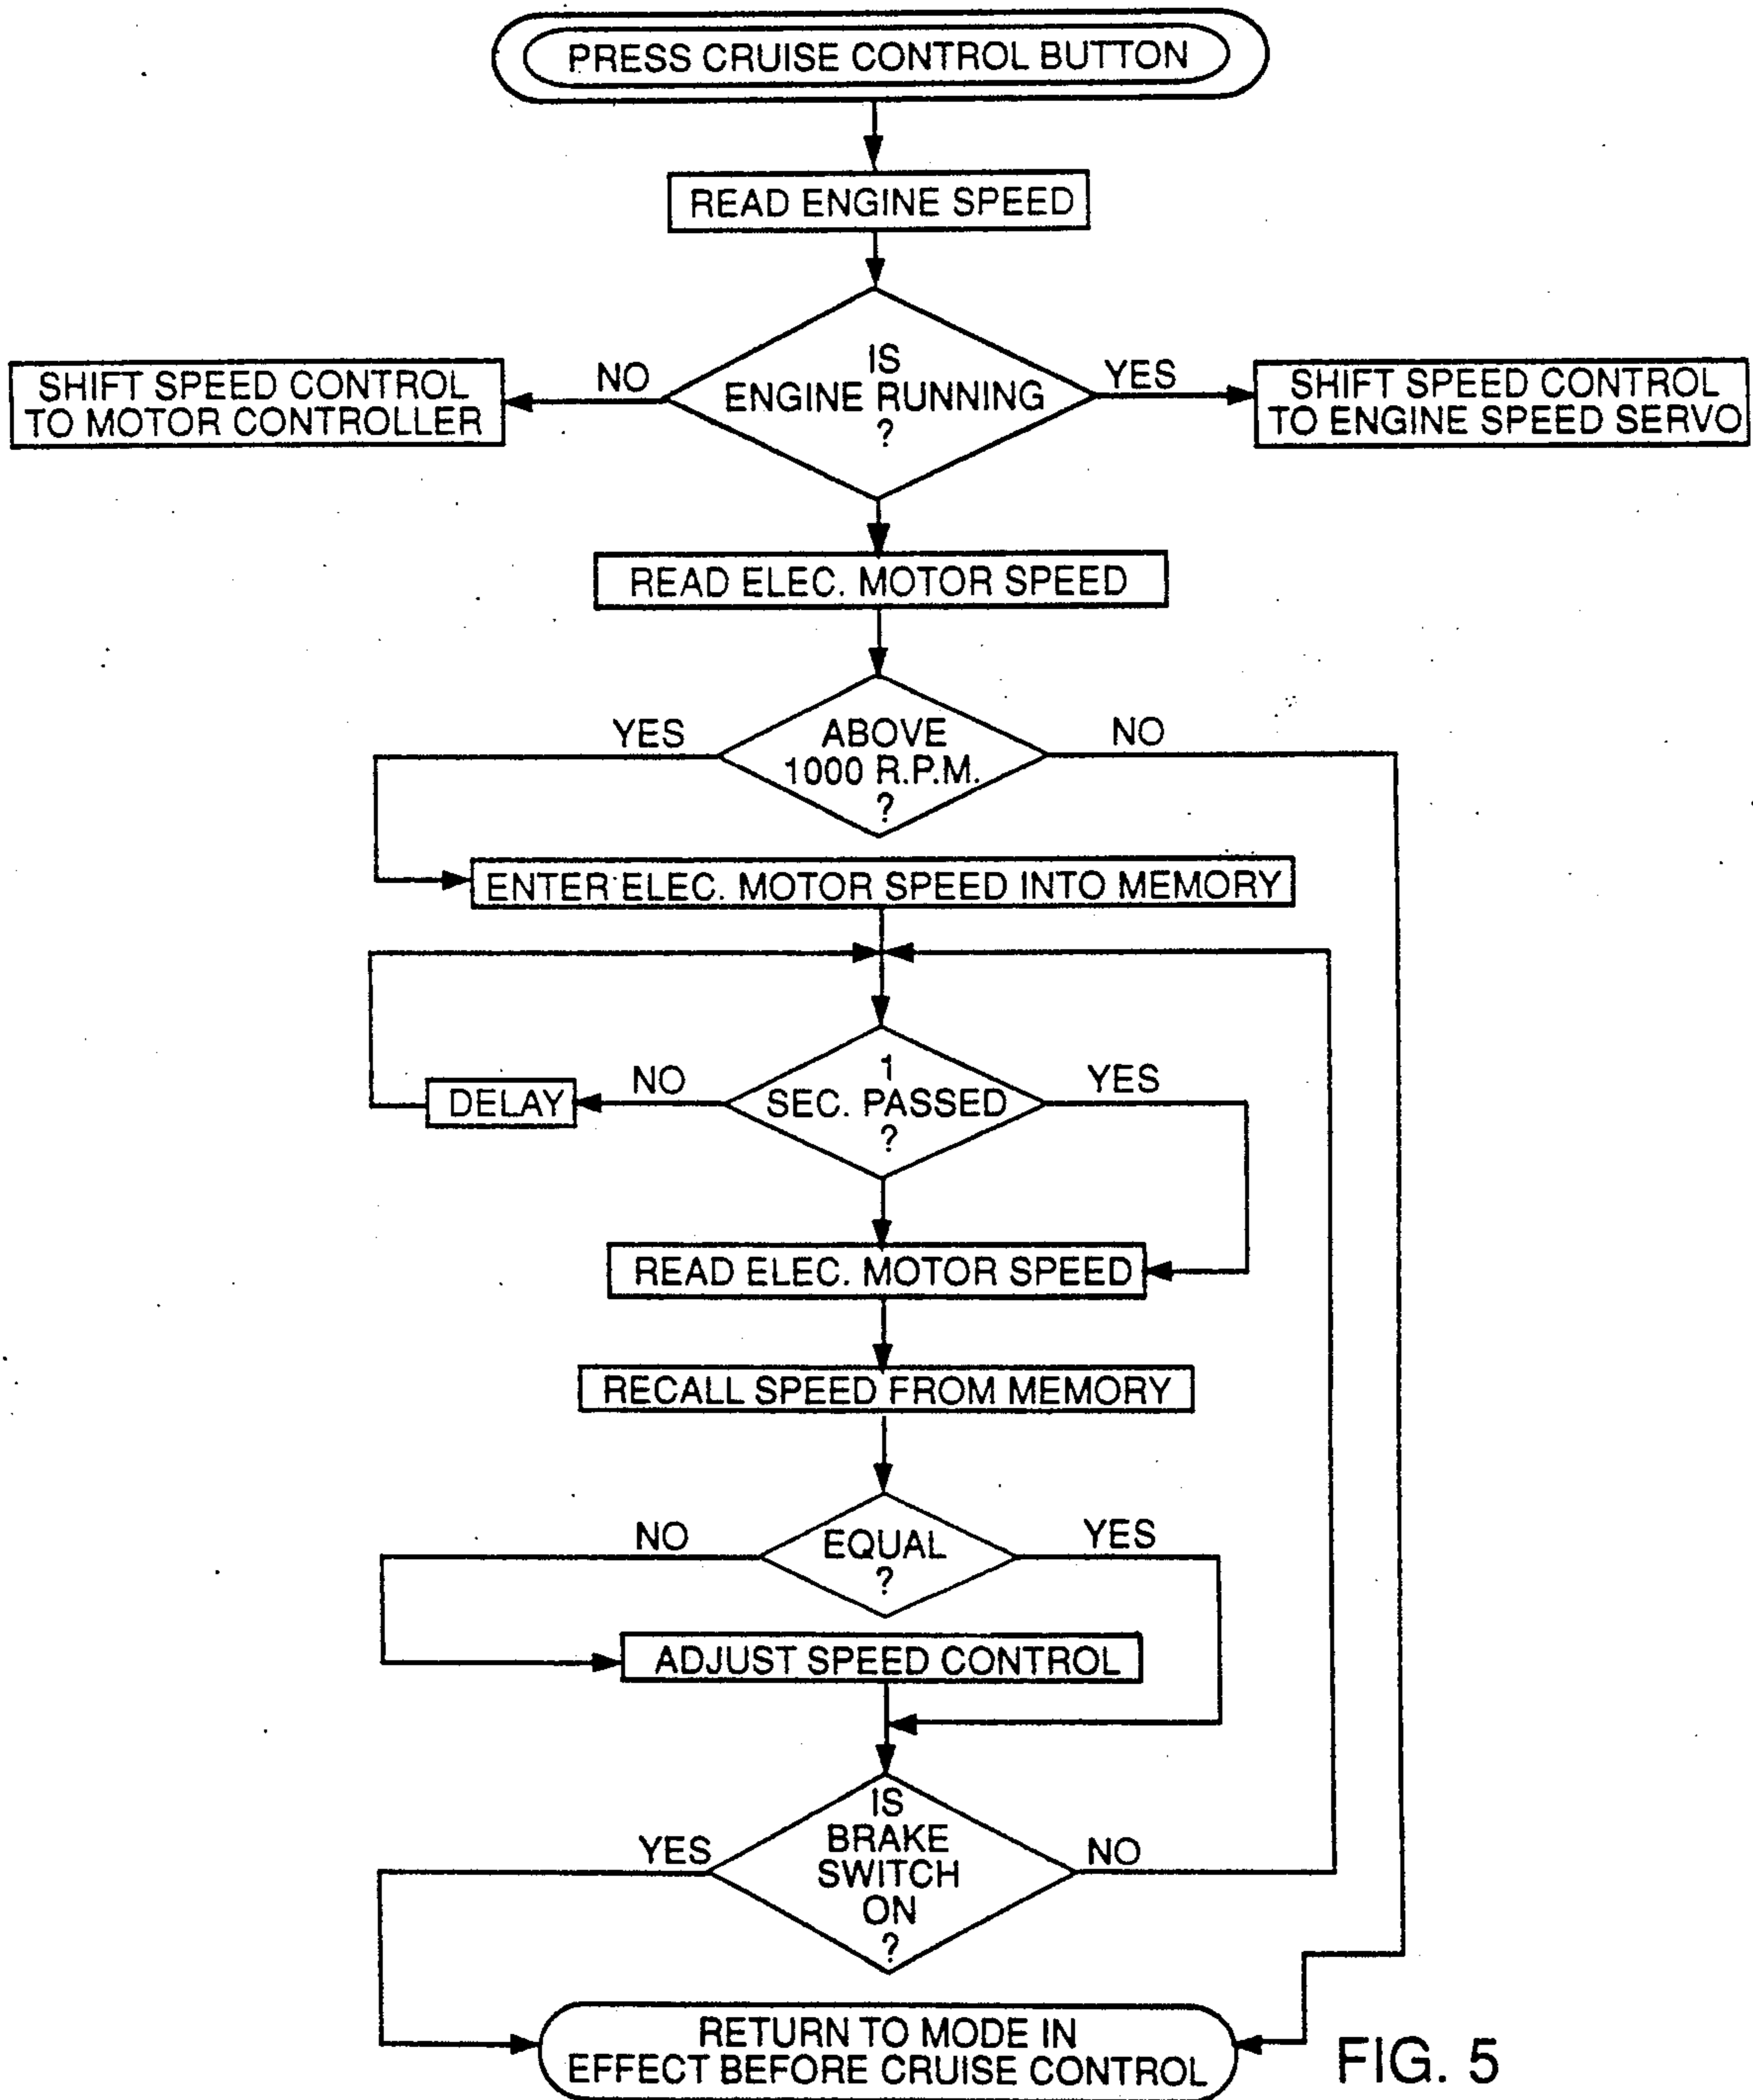 PRESS CRUISE CONTROL BUTTON
READ ENGINE SPEED
IS
ENGINE RUNNING
?
NO
YES
SHIFT SPEED CONTROL
TO MOTOR CONTROLLER
SHIFT SPEED CONTROL
TO ENGINE SPEED SERVO
READ ELEC. MOTOR SPEED
YES
ABOVE
1000 R.P.M.
?
NO
ENTER ELEC. MOTOR SPEED INTO MEMORY
DELAY
NO
1
SEC. PASSED
?
YES
READ ELEC. MOTOR SPEED
RECALL SPEED FROM MEMORY
NO
EQUAL
?
YES
ADJUST SPEED CONTROL
YES
IS
BRAKE
SWITCH
ON
?
NO
RETURN TO MODE IN
EFFECT BEFORE CRUISE CONTROL
FIG. 5